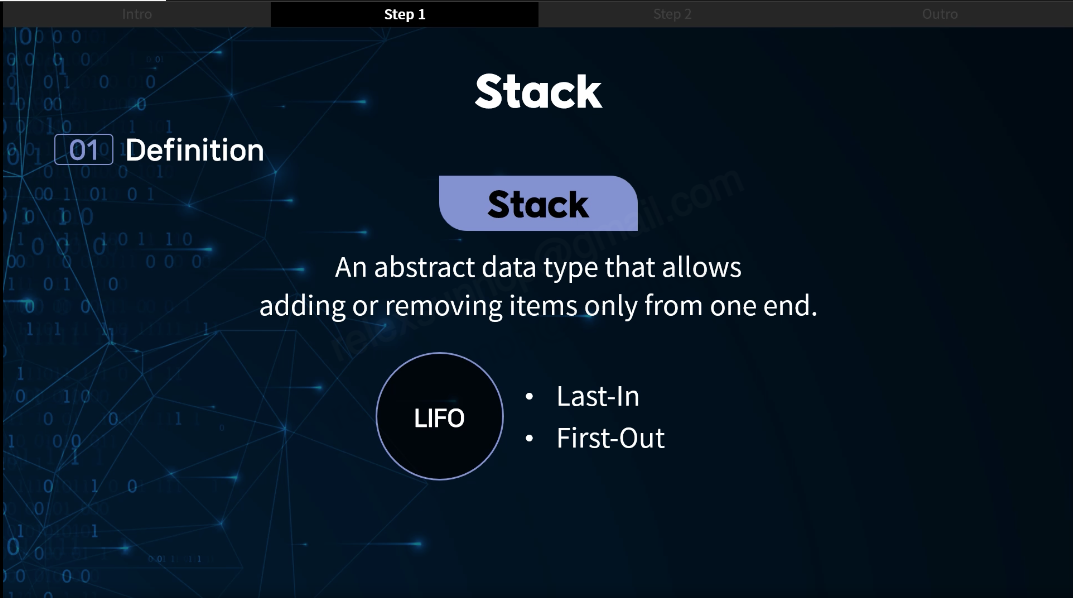 Intro
Step 1
Step 2
Outro
Stack
01 Definition
Stack
An abstract data type that allows
adding or removing items only from one end.
LIFO
• Last-In
• First-Out